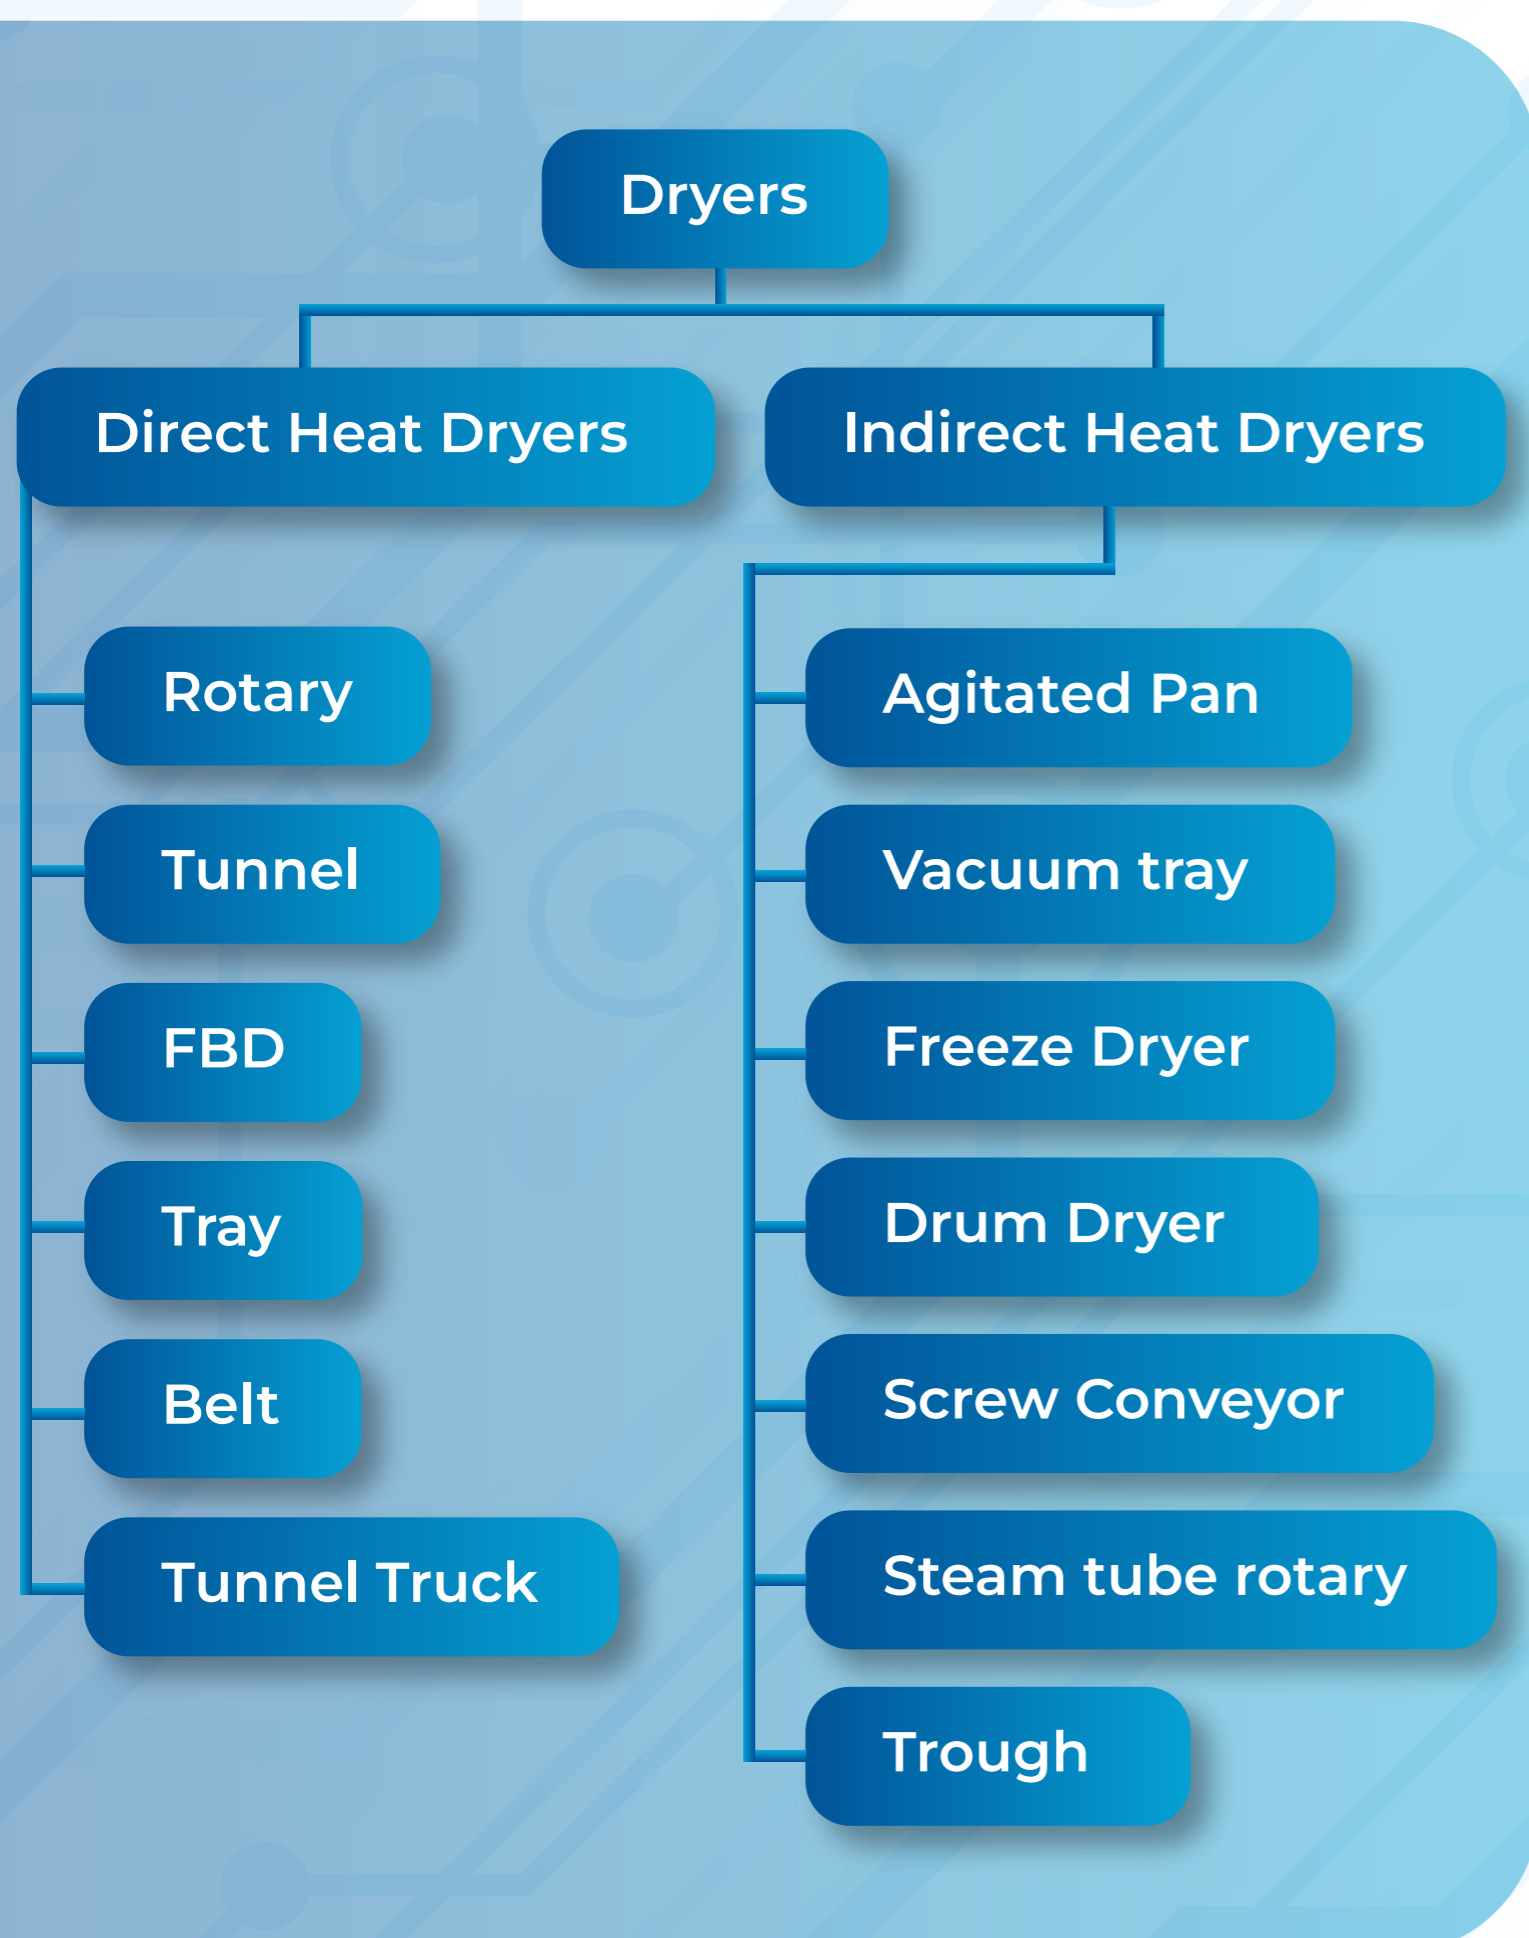 Dryers
Direct Heat Dryers
Indirect Heat Dryers
Rotary
Tunnel
FBD
Tray
Belt
Tunnel Truck
Agitated Pan
Vacuum tray
Freeze Dryer
Drum Dryer
Screw Conveyor
Steam tube rotary
Trough